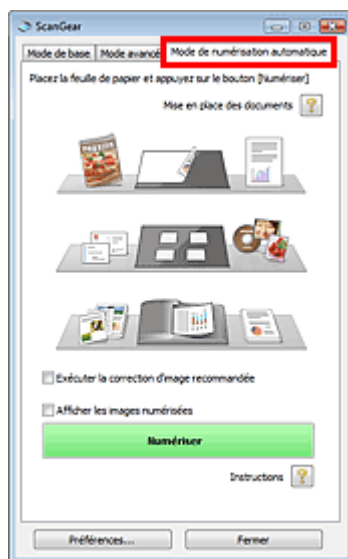 ScanGear
Mode de base Mode avancé Mode de numérisation automatique
Placez la feuille de papier et appuyez sur le bouton [Numériser]
Mise en place des documents
Exécuter la correction d'image recommandée
Afficher les images numérisées
Numériser
Instructions
Préférences... Fermer